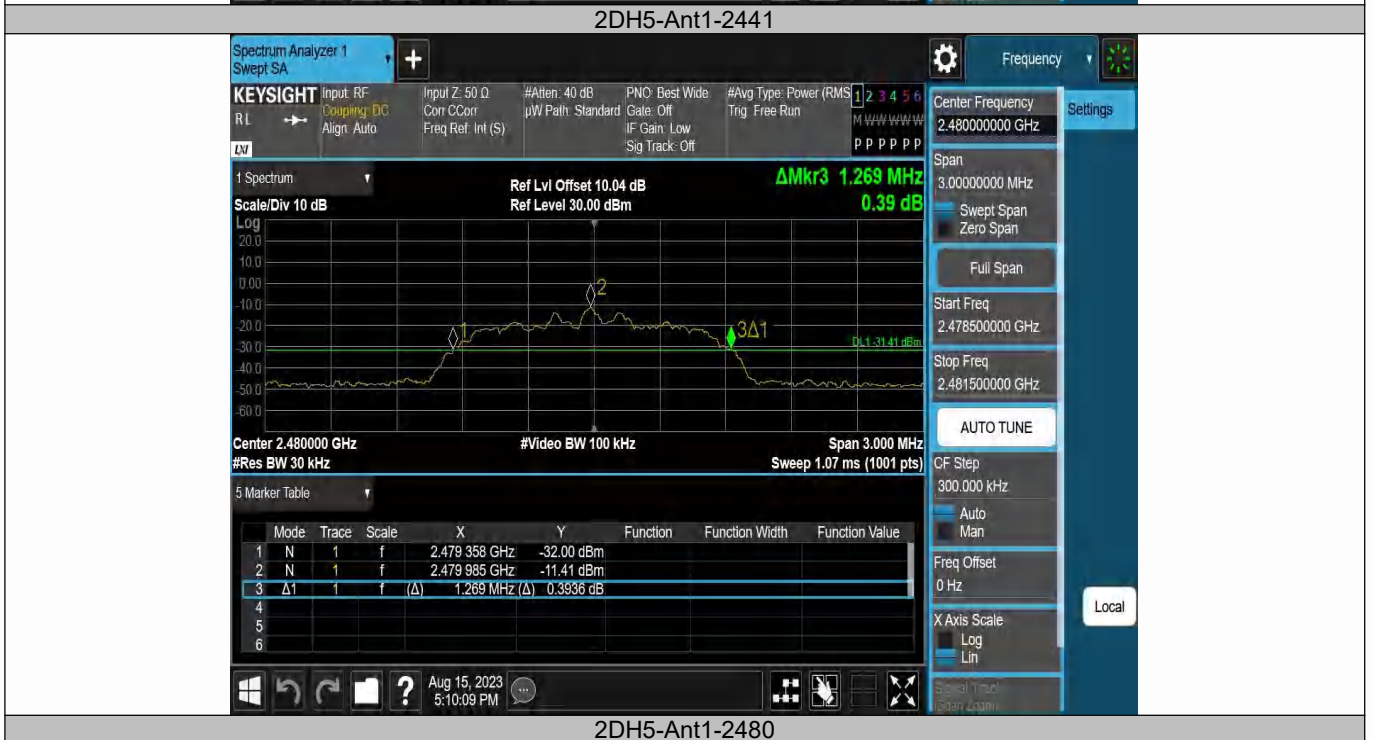 2DH5-Ant1-2441
Spectrum Analyzer 1
Swept SA
+
Frequency
KEYSIGHT
RL
LXI
Input: RF
Coupling: DC
Align: Auto
Input Z: 50 Ω
Corr CCorr
Freq Ref: Int (S)
#Atten: 40 dB
µW Path: Standard
PNO: Best Wide
Gate: Off
IF Gain: Low
Sig Track: Off
#Avg Type: Power (RMS
Trig: Free Run
1 2 3 4 5 6
M W W W W W
P P P P P P
Center Frequency
2.480000000 GHz
Settings
Span
3.00000000 MHz
Swept Span
Zero Span
Full Span
Start Freq
2.478500000 GHz
Stop Freq
2.481500000 GHz
AUTO TUNE
CF Step
300.000 kHz
Auto
Man
Freq Offset
0 Hz
X Axis Scale
Log
Lin
Signal Track
(Span Zoom)
Local
1 Spectrum
Scale/Div 10 dB
Ref Lvl Offset 10.04 dB
Ref Level 30.00 dBm
ΔMkr3 1.269 MHz
0.39 dB
Log
20.0
10.0
0.00
-10.0
-20.0
-30.0
-40.0
-50.0
-60.0
1
2
3Δ1
DL1 -31.41 dBm
Center 2.480000 GHz
#Video BW 100 kHz
Span 3.000 MHz
#Res BW 30 kHz
Sweep 1.07 ms (1001 pts)
5 Marker Table
Mode Trace Scale X Y Function Function Width Function Value
1 N 1 f 2.479 358 GHz -32.00 dBm
2 N 1 f 2.479 985 GHz -11.41 dBm
3 Δ1 1 f (Δ) 1.269 MHz (Δ) 0.3936 dB
4
5
6
?
Aug 15, 2023
5:10:09 PM
2DH5-Ant1-2480